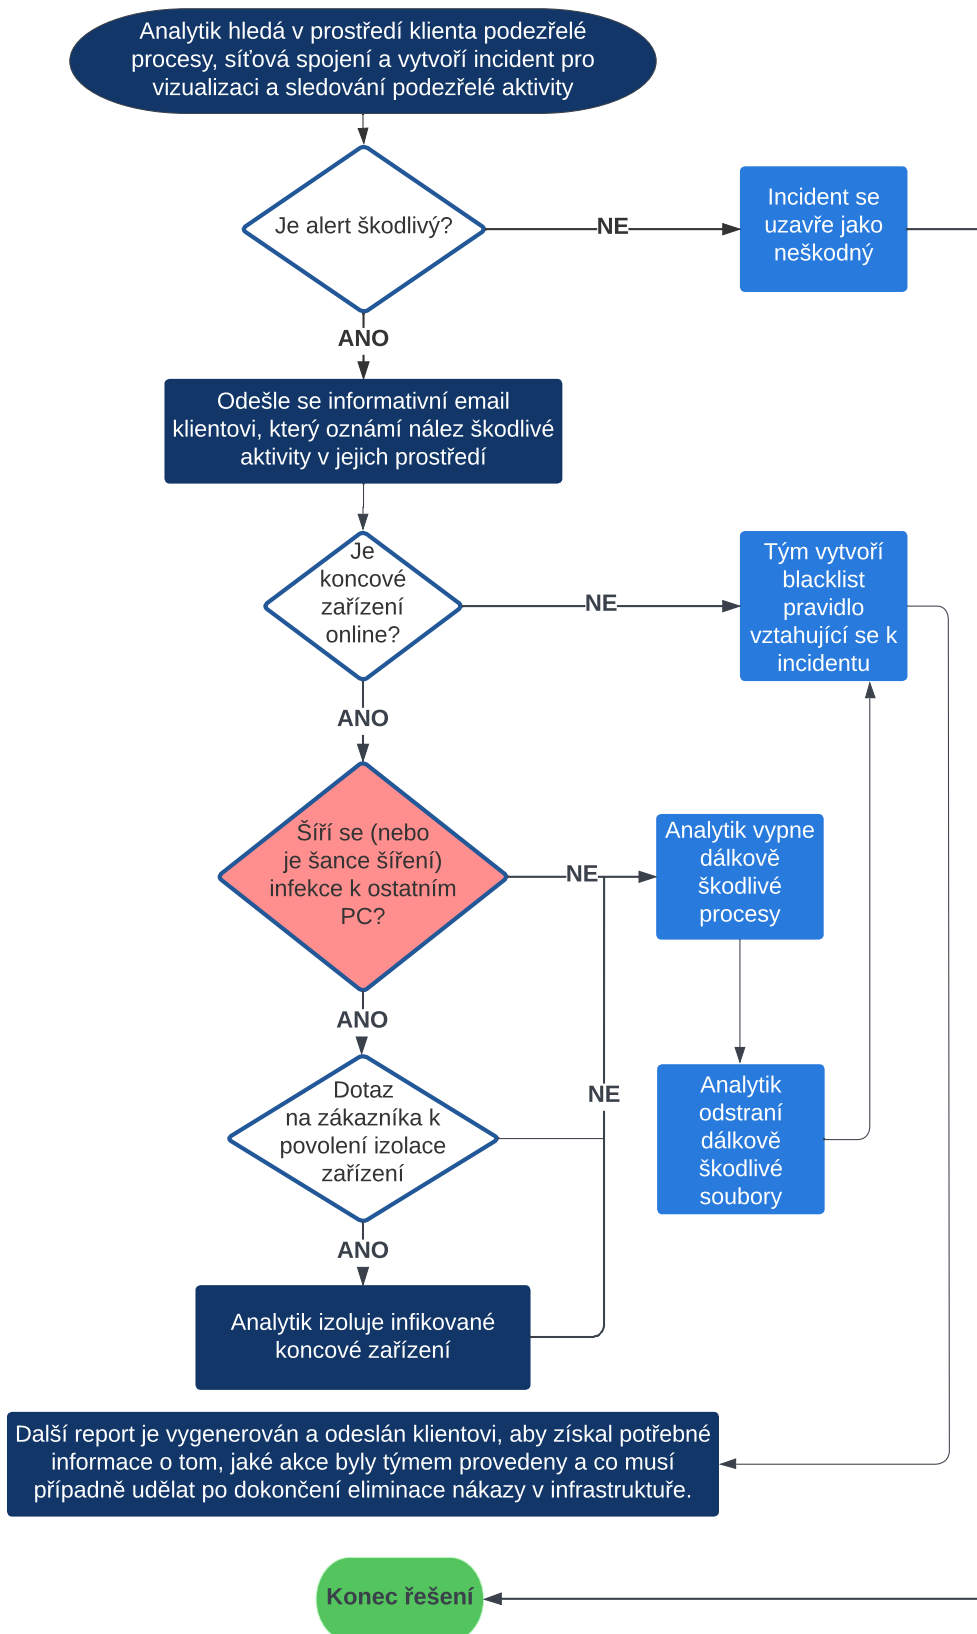 Analytik hledá v prostředí klienta podezřelé
procesy, síťová spojení a vytvoří incident pro
vizualizaci a sledování podezřelé aktivity
Je alert škodlivý?
NE
Incident se
uzavře jako
neškodný
ANO
Odešle se informativní email
klientovi, který oznámí nález škodlivé
aktivity v jejich prostředí
Je
koncové
zařízení
online?
NE
Tým vytvoří
blacklist
pravidlo
vztahující se k
incidentu
ANO
Šíří se (nebo
je šance šíření)
infekce k ostatním
PC?
NE
Analytik vypne
dálkově
škodlivé
procesy
ANO
Dotaz
na zákazníka k
povolení izolace
zařízení
NE
Analytik
odstraní
dálkově
škodlivé
soubory
ANO
Analytik izoluje infikované
koncové zařízení
Další report je vygenerován a odeslán klientovi, aby získal potřebné
informace o tom, jaké akce byly týmem provedeny a co musí
případně udělat po dokončení eliminace nákazy v infrastruktuře.
Konec řešení